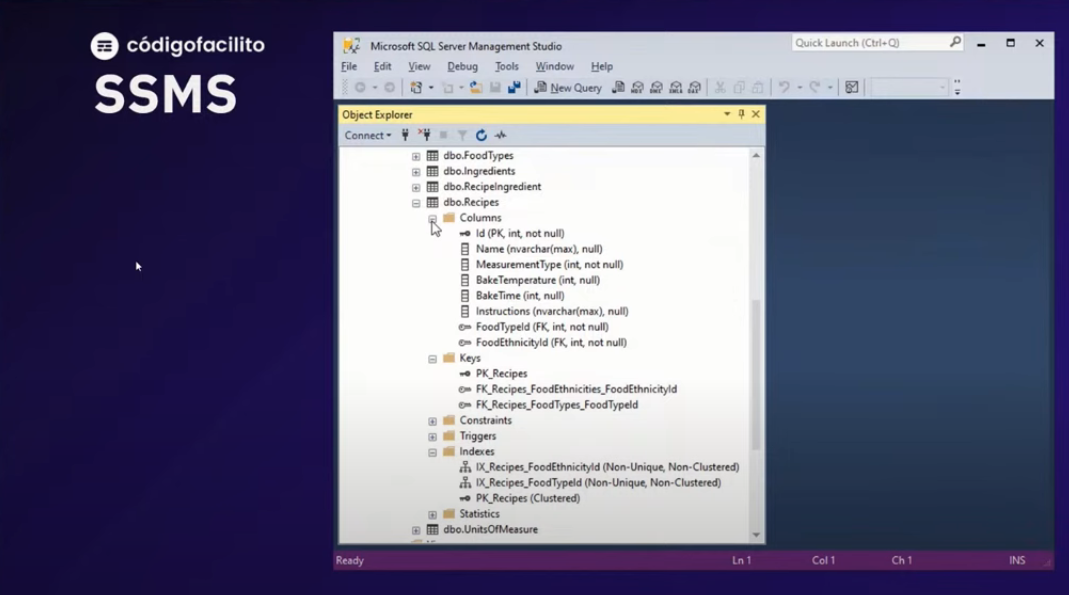 códigofacilito
SSMS
Microsoft SQL Server Management Studio
Quick Launch (Ctrl+Q)
File Edit View Debug Tools Window Help
New Query
Object Explorer
Connect
dbo.FoodTypes
dbo.Ingredients
dbo.RecipeIngredient
dbo.Recipes
Columns
Id (PK, int, not null)
Name (nvarchar(max), null)
MeasurementType (int, not null)
BakeTemperature (int, null)
BakeTime (int, null)
Instructions (nvarchar(max), null)
FoodTypeId (FK, int, not null)
FoodEthnicityId (FK, int, not null)
Keys
PK_Recipes
FK_Recipes_FoodEthnicities_FoodEthnicityId
FK_Recipes_FoodTypes_FoodTypeId
Constraints
Triggers
Indexes
IX_Recipes_FoodEthnicityId (Non-Unique, Non-Clustered)
IX_Recipes_FoodTypeId (Non-Unique, Non-Clustered)
PK_Recipes (Clustered)
Statistics
dbo.UnitsOfMeasure
Ready Ln 1 Col 1 Ch 1 INS